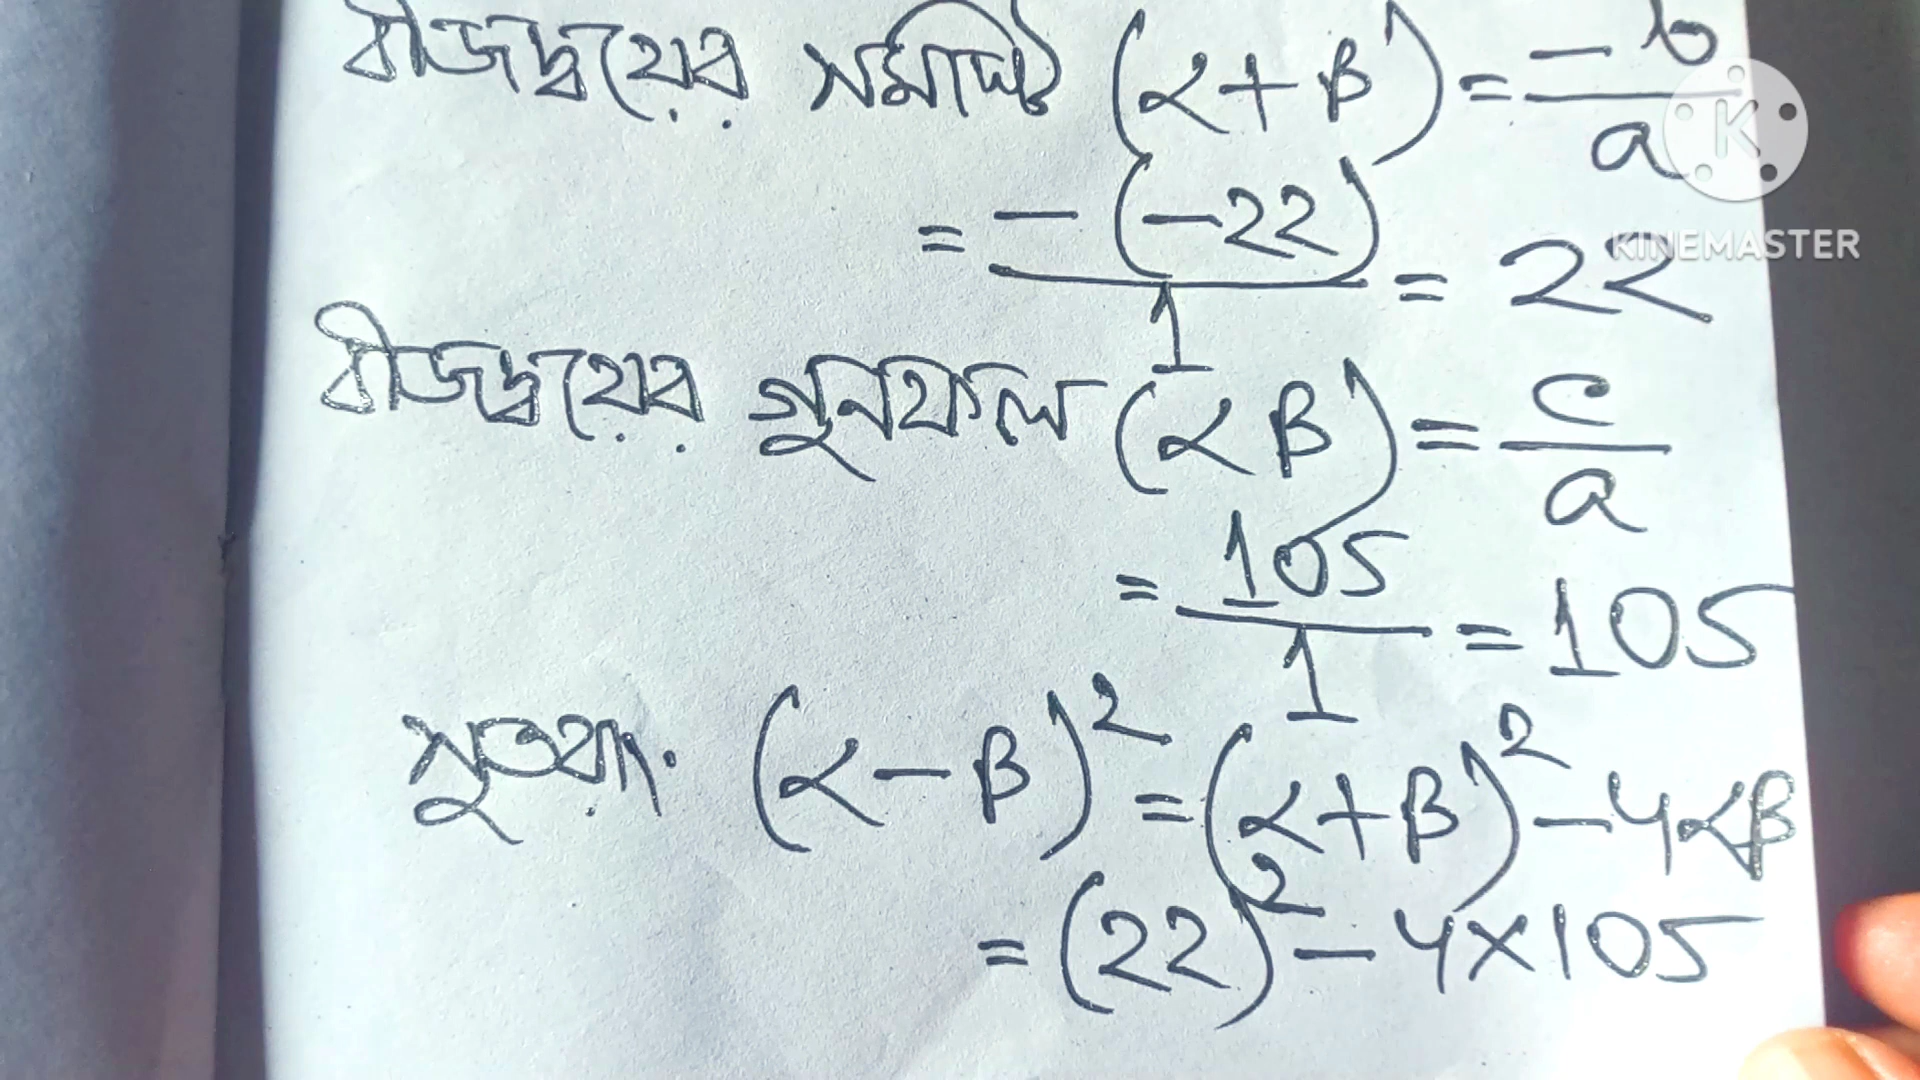 বীজদ্বয়ের সমষ্টি (α+β) = -b/a
= -(-22)/1 = 22
বীজদ্বয়ের গুনফল (αβ) = c/a
= 105/1 = 105
সুতরাং (α-β)² = (α+β)² - 4αβ
= (22)² - 4×105
K
KINEMASTER